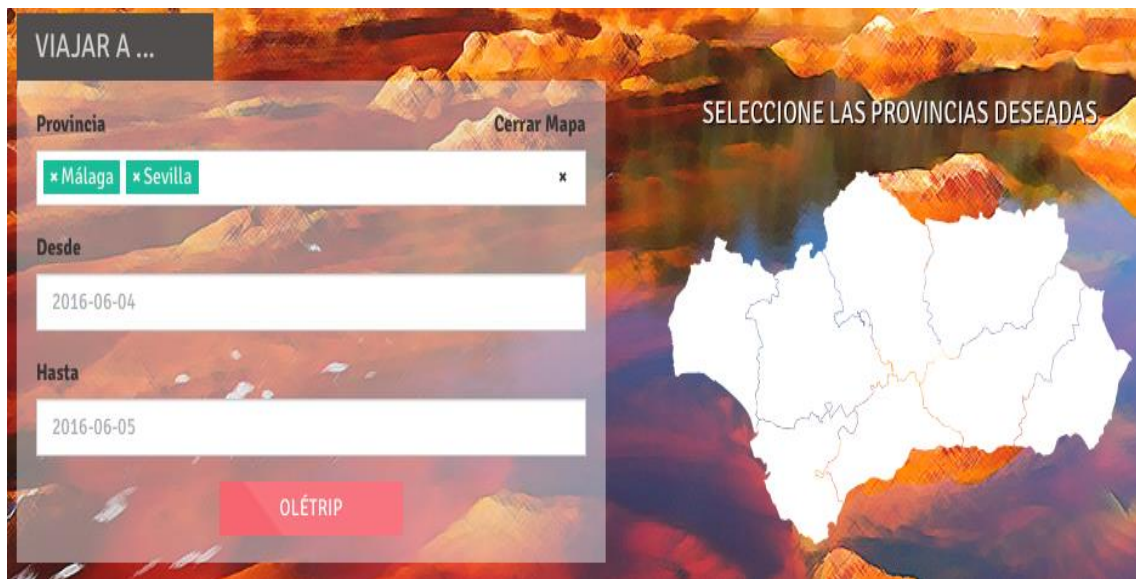 VIAJAR A ...
Provincia
Cerrar Mapa
×Málaga ×Sevilla ×
Desde
2016-06-04
Hasta
2016-06-05
OLÉTRIP
SELECCIONE LAS PROVINCIAS DESEADAS